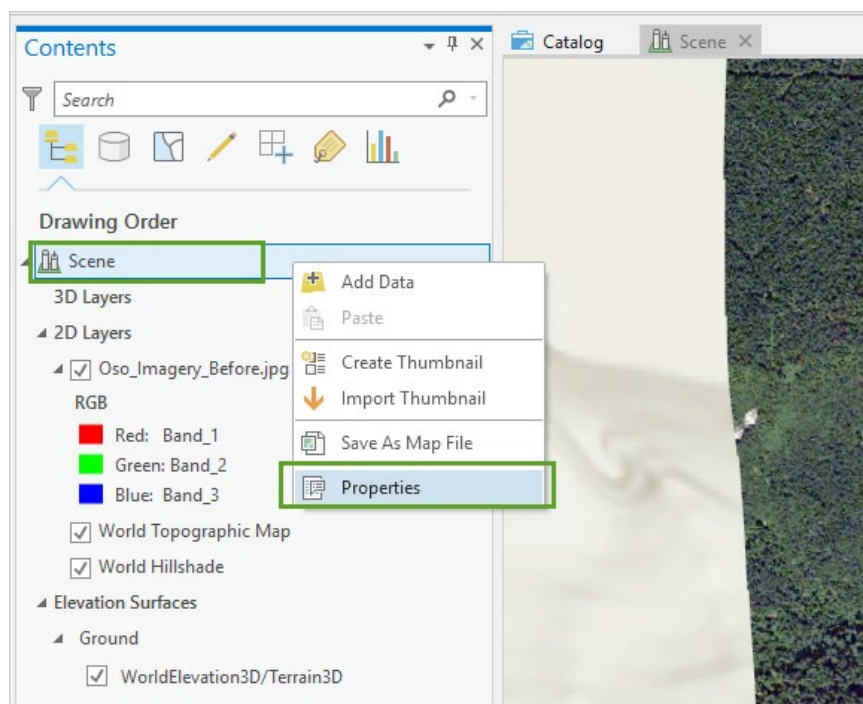 Contents
Catalog
Scene
Search
Drawing Order
Scene
3D Layers
2D Layers
Oso_Imagery_Before.jpg
RGB
Red: Band_1
Green: Band_2
Blue: Band_3
World Topographic Map
World Hillshade
Elevation Surfaces
Ground
WorldElevation3D/Terrain3D
Add Data
Paste
Create Thumbnail
Import Thumbnail
Save As Map File
Properties